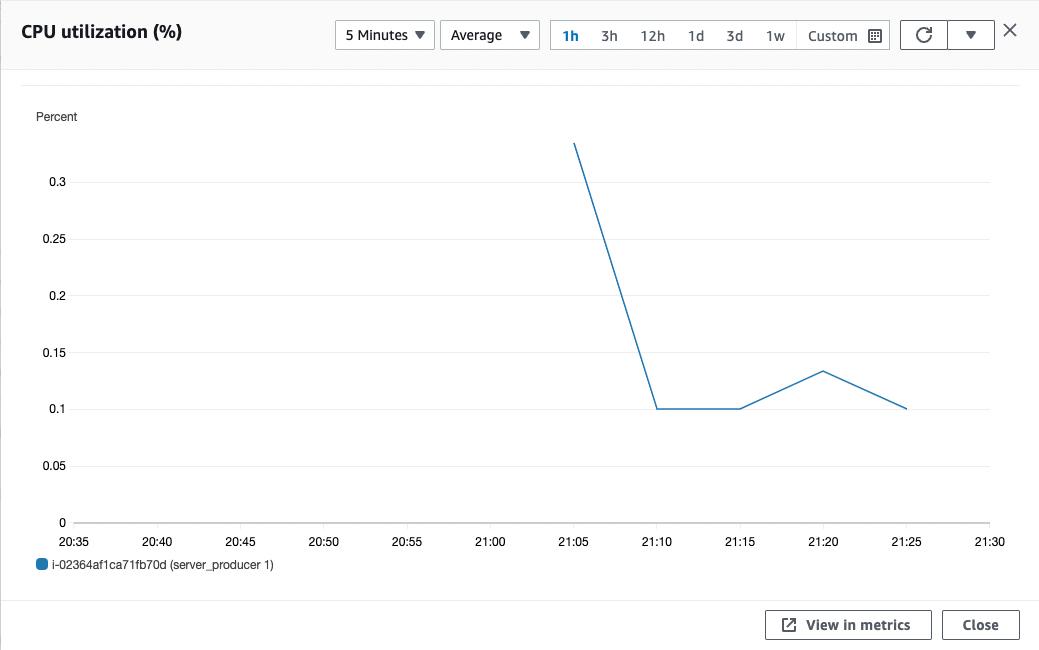 CPU utilization (%)
5 Minutes
Average
1h 3h 12h 1d 3d 1w Custom
Percent
0.3
0.25
0.2
0.15
0.1
0.05
0
20:35 20:40 20:45 20:50 20:55 21:00 21:05 21:10 21:15 21:20 21:25 21:30
i-02364af1ca71fb70d (server_producer 1)
View in metrics
Close